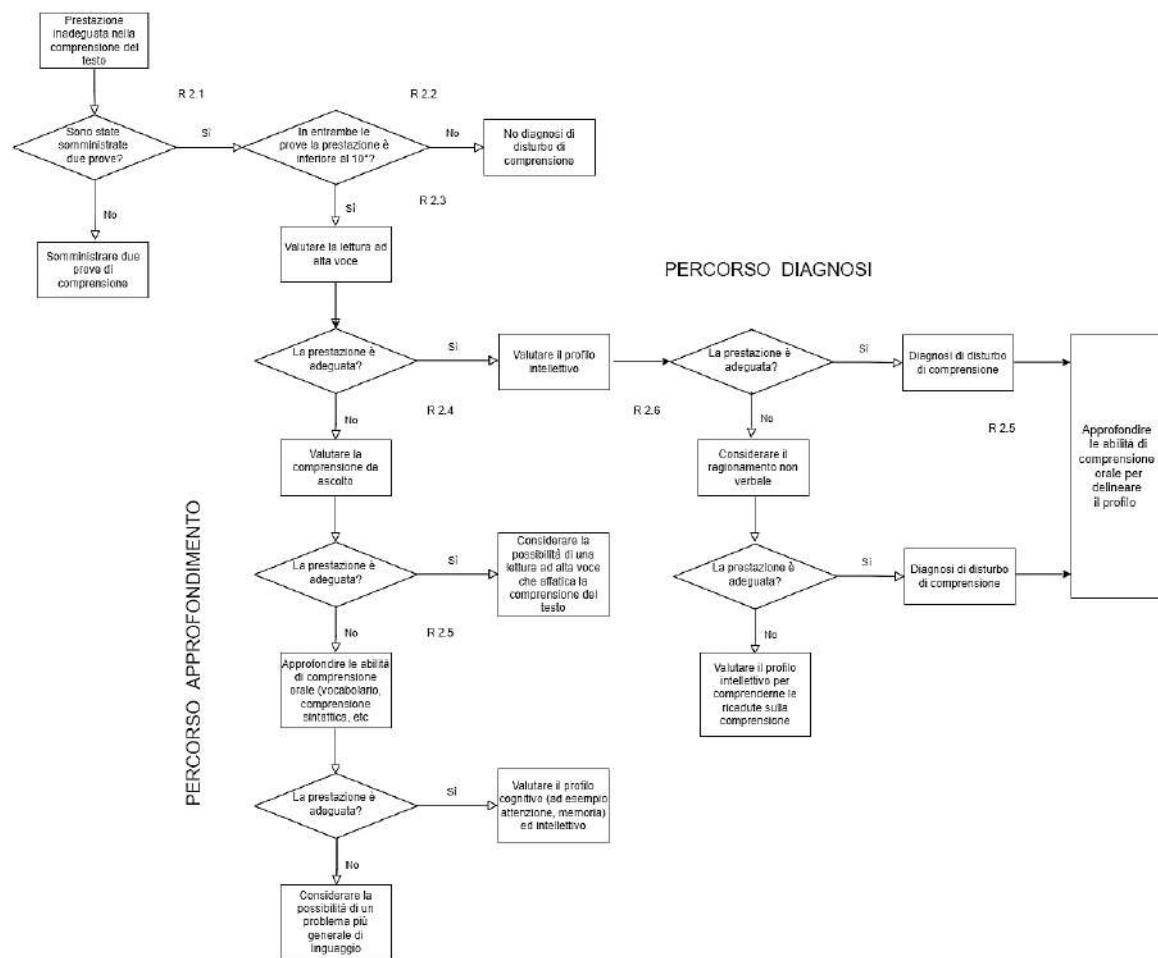 Prestazione
inadeguata nella
comprensione del
testo
R 2.1
R 2.2
Sono state
somministrate
due prove?
Sì
In entrambe le
prove la prestazione è
inferiore al 10°?
No
No diagnosi di
disturbo di
comprensione
R 2.3
No
Sì
Somministrare due
prove di
comprensione
Valutare la lettura ad
alta voce
PERCORSO DIAGNOSI
La prestazione è
adeguata?
Sì
Valutare il profilo
intellettivo
La prestazione è
adeguata?
Sì
Diagnosi di disturbo
di comprensione
R 2.4
R 2.6
R 2.5
No
No
Valutare la
comprensione da
ascolto
Considerare il
ragionamento non
verbale
Approfondire
le abilità di
comprensione
orale per
delineare
il profilo
PERCORSO APPROFONDIMENTO
La prestazione è
adeguata?
Sì
Considerare la
possibilità di una
lettura ad alta voce
che affatica la
comprensione del
testo
La prestazione è
adeguata?
Sì
Diagnosi di disturbo
di comprensione
No
R 2.5
No
Approfondire le abilità
di comprensione
orale (vocabolario,
comprensione
sintattica, etc
Valutare il profilo
intellettivo per
comprenderne le
ricadute sulla
comprensione
La prestazione è
adeguata?
Sì
Valutare il profilo
cognitivo (ad esempio
attenzione, memoria)
ed intellettivo
No
Considerare la
possibilità di un
problema più
generale di
linguaggio